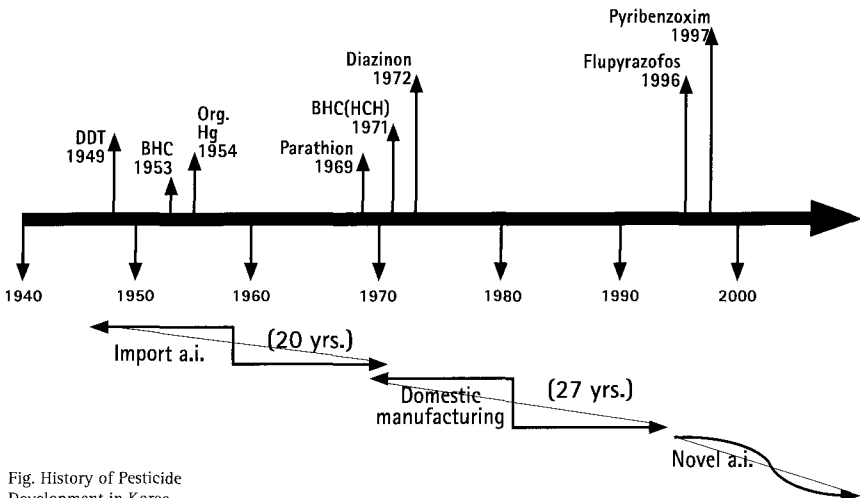 Pyribenzoxim
1997
Flupyrazofos
1996
Diazinon
1972
BHC(HCH)
1971
Parathion
1969
Org.
Hg
1954
BHC
1953
DDT
1949
1940 1950 1960 1970 1980 1990 2000
Import a.i.
(20 yrs.)
Domestic
manufacturing
(27 yrs.)
Novel a.i.
Fig. History of Pesticide
Development in Korea